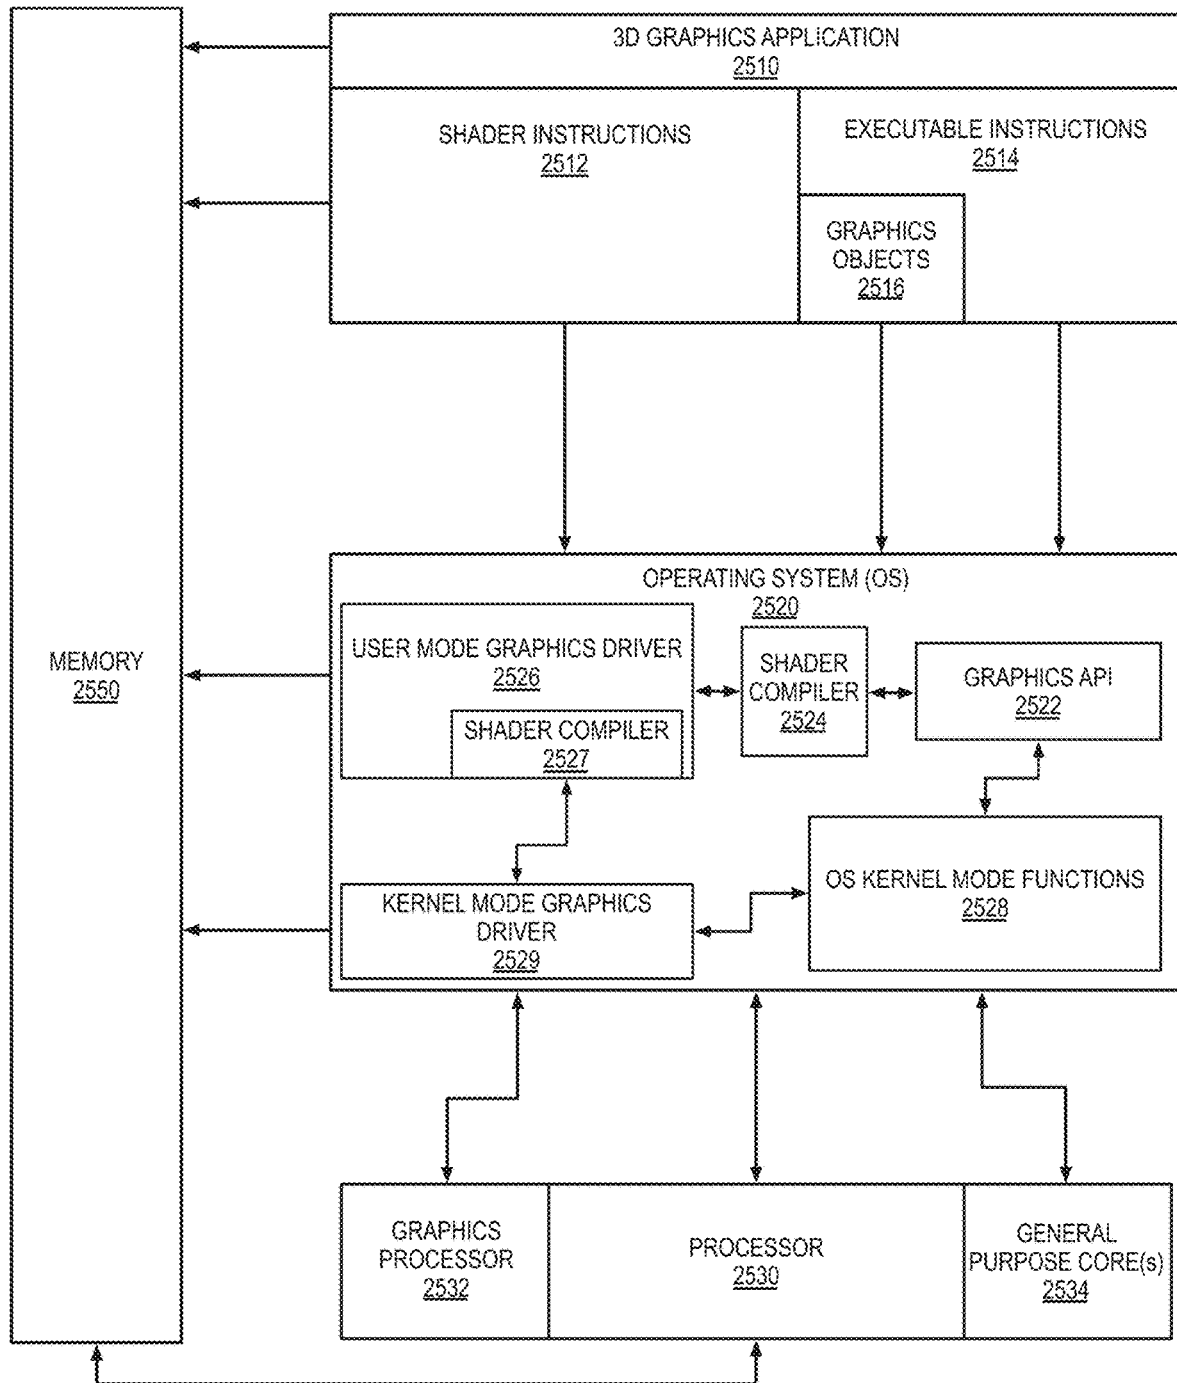 3D GRAPHICS APPLICATION
2510
SHADER INSTRUCTIONS
2512
EXECUTABLE INSTRUCTIONS
2514
GRAPHICS
OBJECTS
2516
MEMORY
2550
OPERATING SYSTEM (OS)
2520
USER MODE GRAPHICS DRIVER
2526
SHADER COMPILER
2527
SHADER
COMPILER
2524
GRAPHICS API
2522
KERNEL MODE GRAPHICS
DRIVER
2529
OS KERNEL MODE FUNCTIONS
2528
GRAPHICS
PROCESSOR
2532
PROCESSOR
2530
GENERAL
PURPOSE CORE(s)
2534